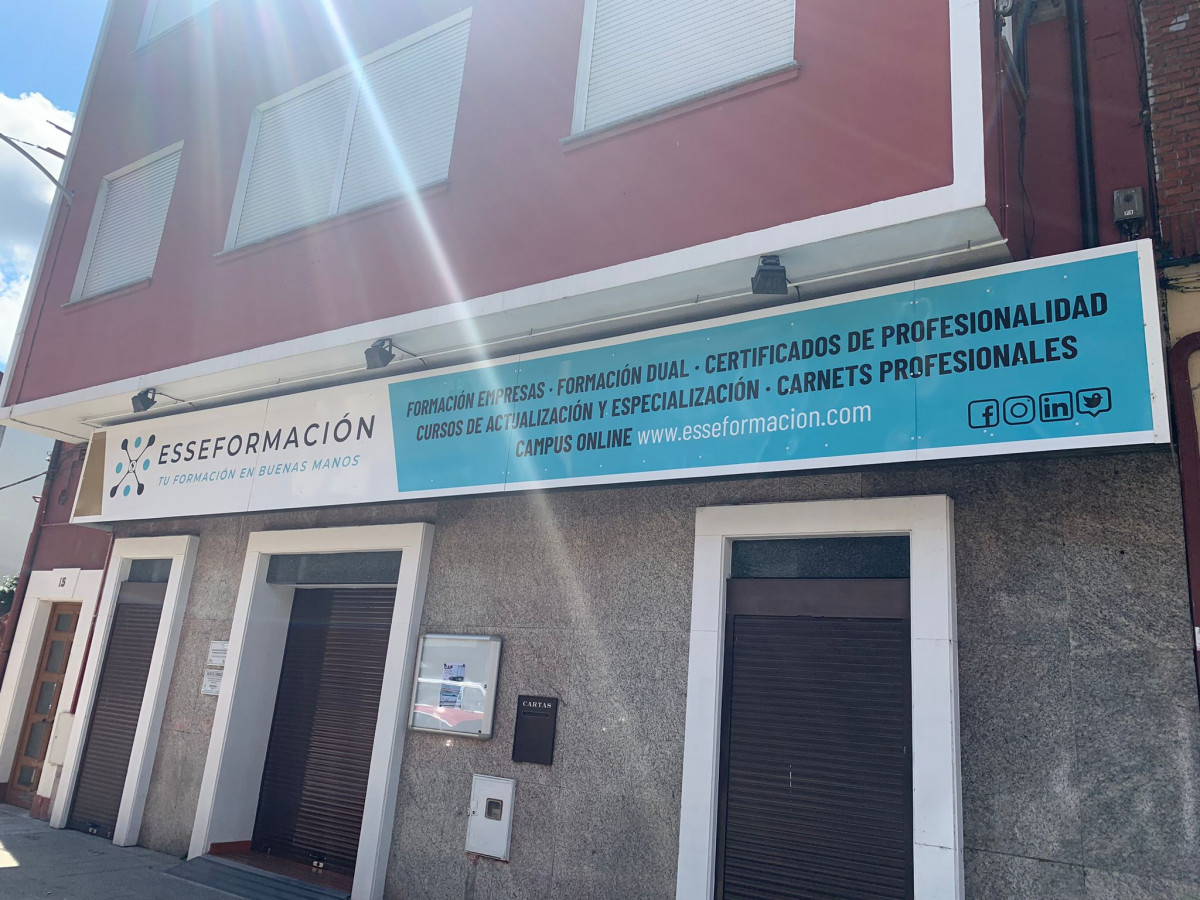 ESSEFORMACIÓN
TU FORMACIÓN EN BUENAS MANOS
FORMACIÓN EMPRESAS · FORMACIÓN DUAL · CERTIFICADOS DE PROFESIONALIDAD
CURSOS DE ACTUALIZACIÓN Y ESPECIALIZACIÓN · CARNETS PROFESIONALES
CAMPUS ONLINE www.esseformacion.com
15
CARTAS